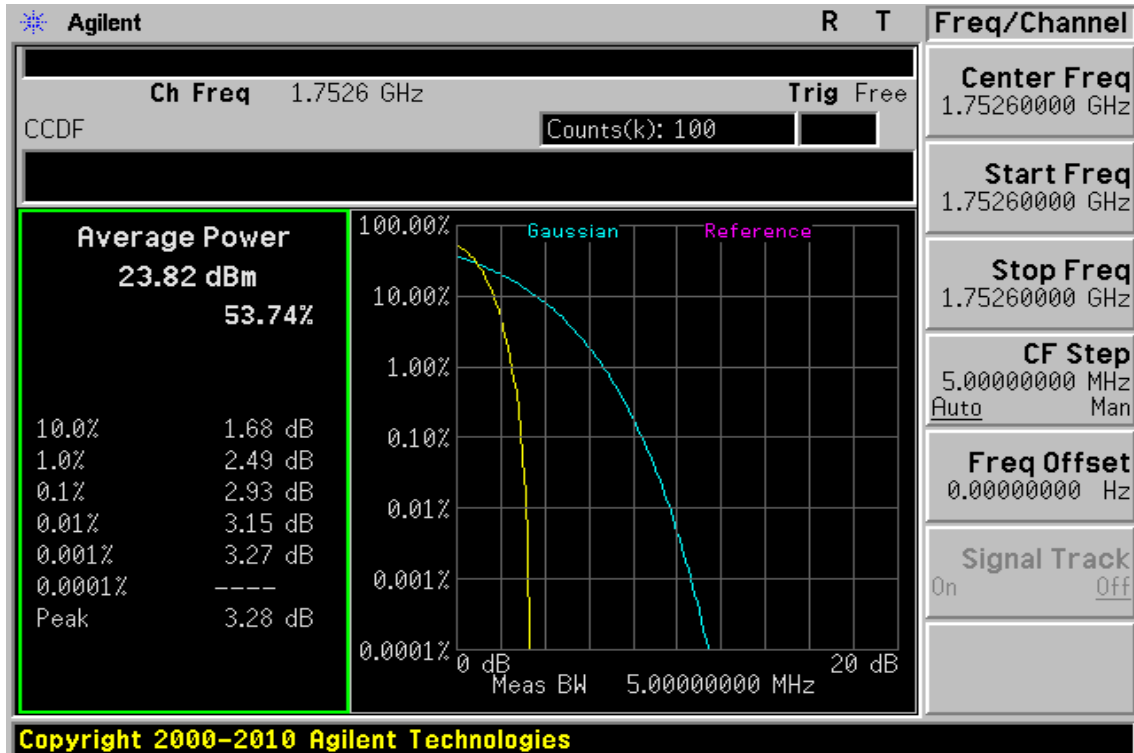 Agilent R T
Ch Freq 1.7526 GHz Trig Free
CCDF Counts(k): 100
Average Power
23.82 dBm
53.74%
10.0% 1.68 dB
1.0% 2.49 dB
0.1% 2.93 dB
0.01% 3.15 dB
0.001% 3.27 dB
0.0001% ----
Peak 3.28 dB
Gaussian Reference
100.00%
10.00%
1.00%
0.10%
0.01%
0.001%
0.0001%
0 dB 20 dB
Meas BW 5.00000000 MHz
Freq/Channel
Center Freq
1.75260000 GHz
Start Freq
1.75260000 GHz
Stop Freq
1.75260000 GHz
CF Step
5.00000000 MHz
Auto Man
Freq Offset
0.00000000 Hz
Signal Track
On Off
Copyright 2000-2010 Agilent Technologies